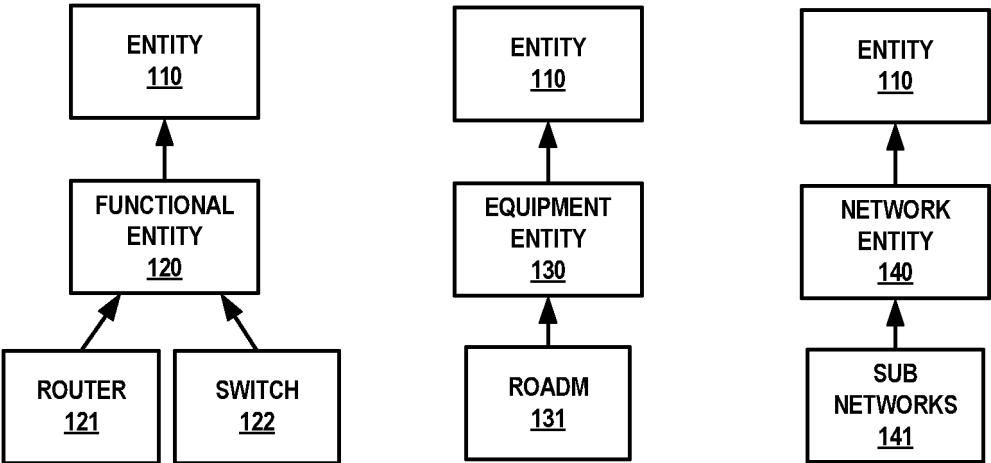 ENTITY
110
FUNCTIONAL
ENTITY
120
ROUTER
121
SWITCH
122
ENTITY
110
EQUIPMENT
ENTITY
130
ROADM
131
ENTITY
110
NETWORK
ENTITY
140
SUB
NETWORKS
141